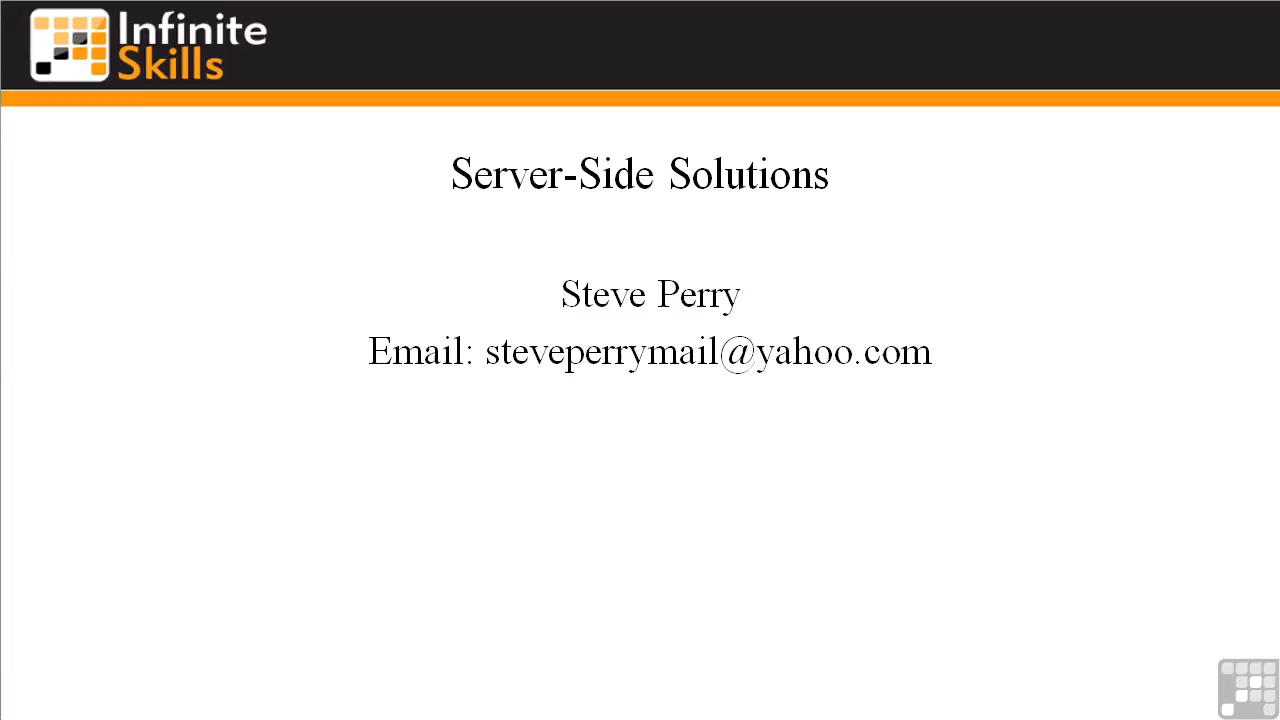 Infinite
Skills
Server-Side Solutions
Steve Perry
Email: steveperrymail@yahoo.com